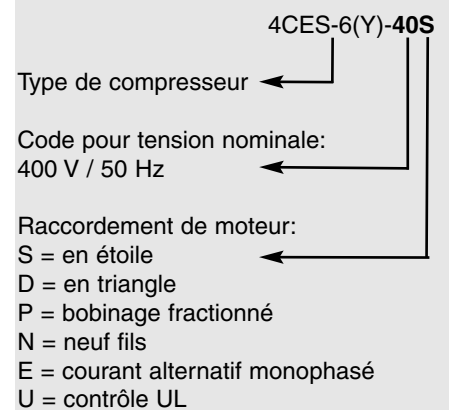 4CES-6(Y)-40S
Type de compresseur
Code pour tension nominale:
400 V / 50 Hz
Raccordement de moteur:
S = en étoile
D = en triangle
P = bobinage fractionné
N = neuf fils
E = courant alternatif monophasé
U = contrôle UL